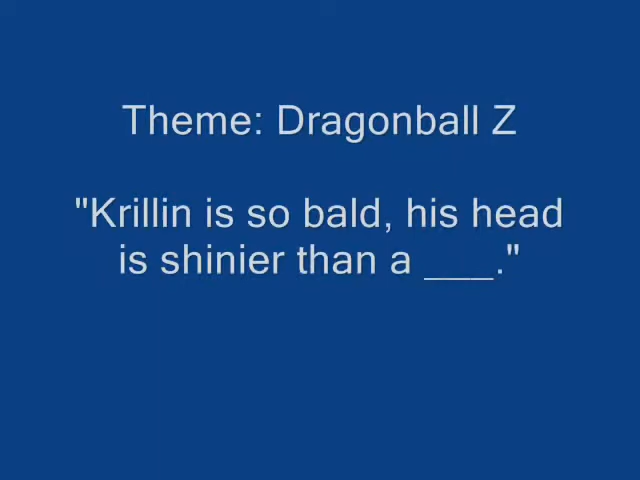 Theme: Dragonball Z
"Krillin is so bald, his head
is shinier than a ___."